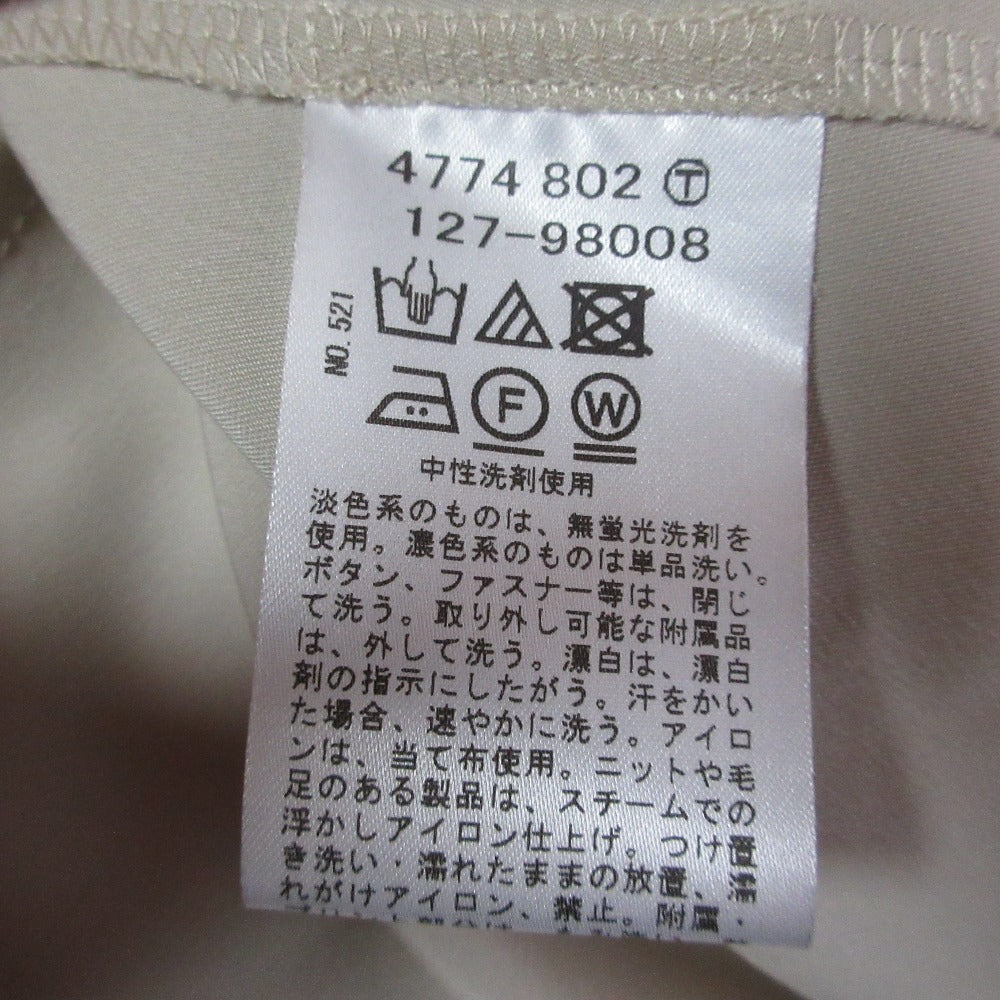 4774 802 Ⓣ
127-98008
NO. 521
F
W
中性洗剤使用
淡色系のものは、無蛍光洗剤を
使用。濃色系のものは単品洗い。
ボタン、ファスナー等は、閉じ
て洗う。取り外し可能な附属品
は、外して洗う。漂白は、漂白
剤の指示にしたがう。汗をかい
た場合、速やかに洗う。アイロ
ンは、当て布使用。ニットや毛
足のある製品は、スチームでの
浮かしアイロン仕上げ。つけ置
き洗い・濡れたままの放置、濡・
れがけアイロン、禁止。附属・